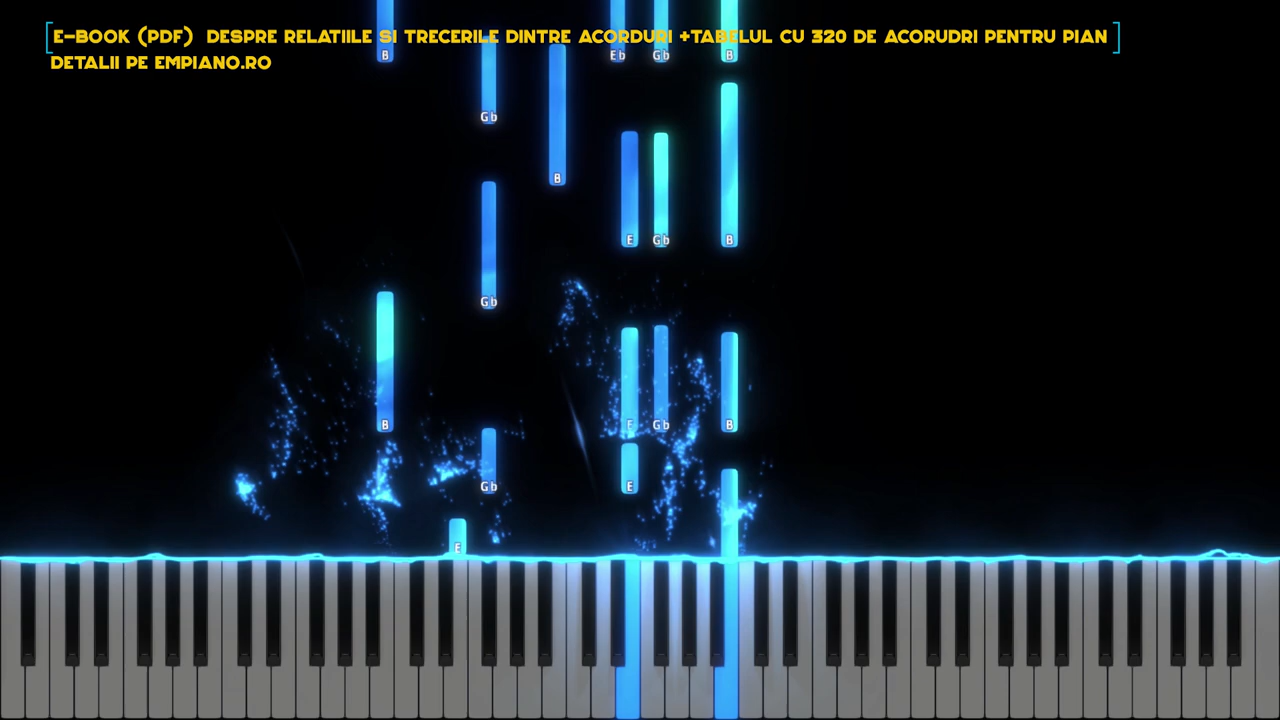 E-BOOK (PDF) DESPRE RELATIILE SI TRECERILE DINTRE ACORDURI +TABELUL CU 320 DE ACORUDRI PENTRU PIAN
DETALII PE EMPIANO.RO
B Eb Gb B
Gb
B
E Gb B
Gb
B E Gb B
Gb E
E